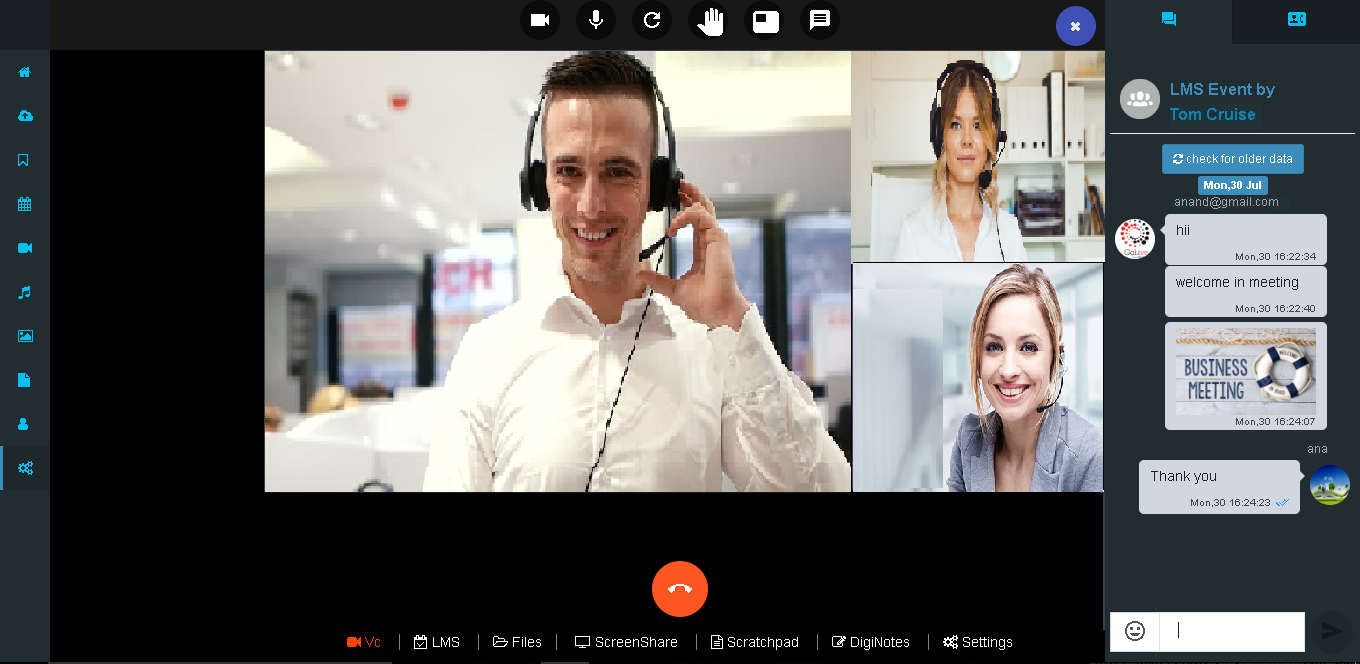 LMS Event by
Tom Cruise
check for older data
Mon,30 Jul
anand@gmail.com
hii
Mon,30 16:22:34
GoLive
welcome in meeting
Mon,30 16:22:40
WELCOME
BUSINESS
MEETING
Mon,30 16:24:07
ana
Thank you
Mon,30 16:24:23
Vc
LMS
Files
ScreenShare
Scratchpad
DigiNotes
Settings